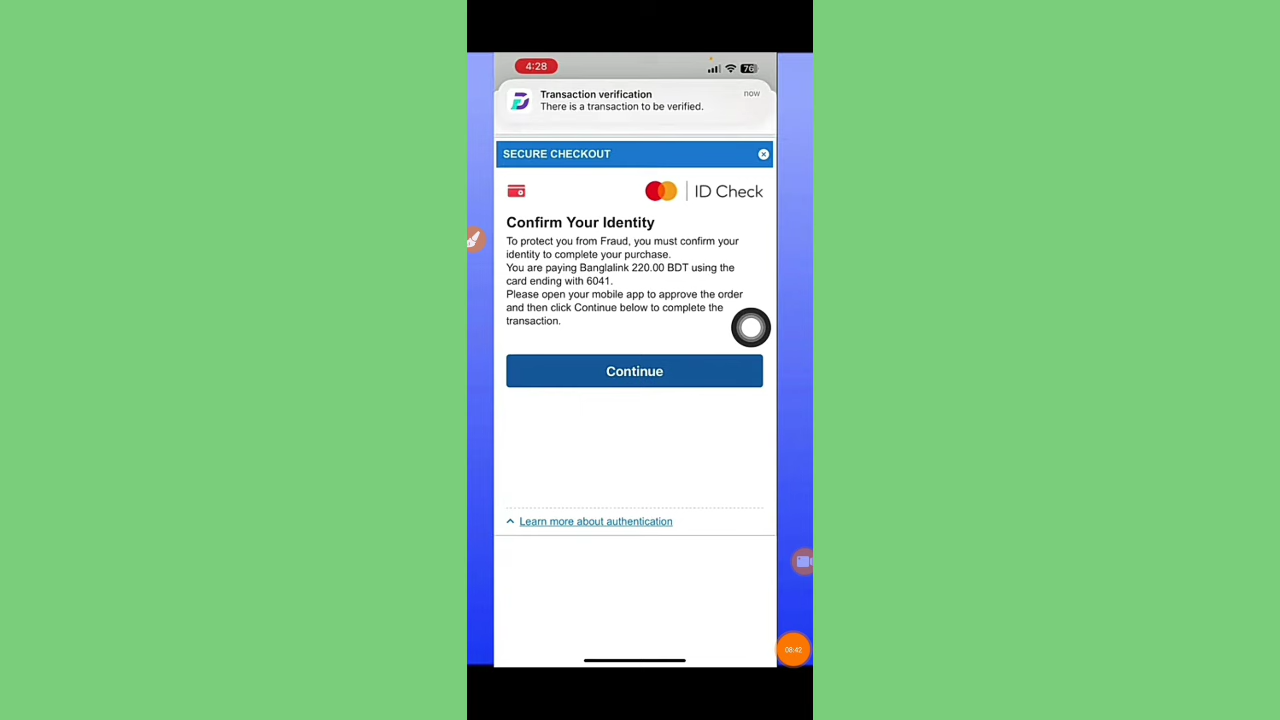 4:28
76
Transaction verification
now
There is a transaction to be verified.
SECURE CHECKOUT
ID Check
Confirm Your Identity
To protect you from Fraud, you must confirm your
identity to complete your purchase.
You are paying Banglalink 220.00 BDT using the
card ending with 6041.
Please open your mobile app to approve the order
and then click Continue below to complete the
transaction.
Continue
Learn more about authentication
08:42